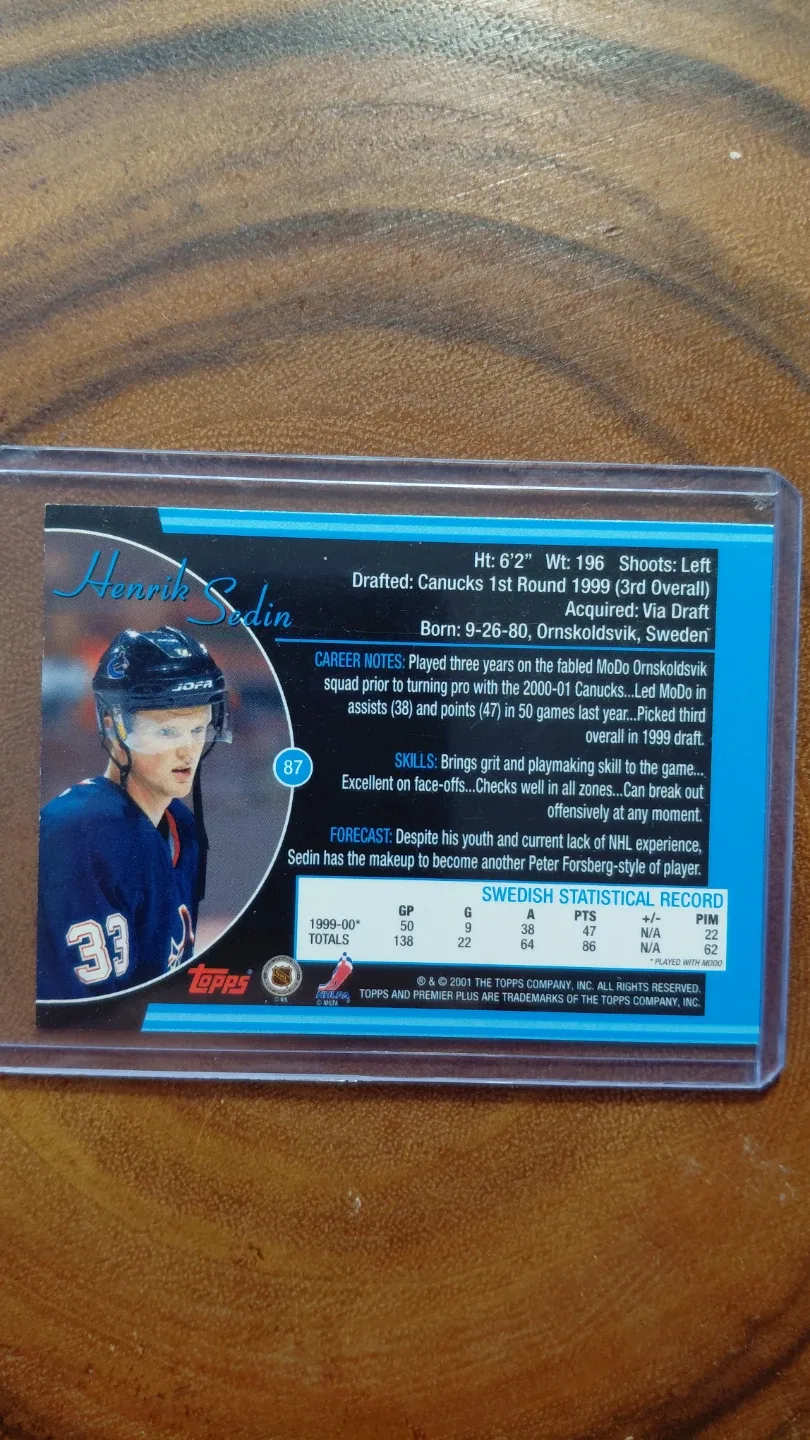 Henrik Sedin
Ht: 6'2" Wt: 196 Shoots: Left
Drafted: Canucks 1st Round 1999 (3rd Overall)
Acquired: Via Draft
Born: 9-26-80, Ornskoldsvik, Sweden
JOFA
33
87
CAREER NOTES: Played three years on the fabled MoDo Ornskoldsvik
squad prior to turning pro with the 2000-01 Canucks...Led MoDo in
assists (38) and points (47) in 50 games last year...Picked third
overall in 1999 draft.
SKILLS: Brings grit and playmaking skill to the game...
Excellent on face-offs...Checks well in all zones...Can break out
offensively at any moment.
FORECAST: Despite his youth and current lack of NHL experience,
Sedin has the makeup to become another Peter Forsberg-style of player.
SWEDISH STATISTICAL RECORD
GP G A PTS +/- PIM
1999-00* 50 9 38 47 N/A 22
TOTALS 138 22 64 86 N/A 62
* PLAYED WITH MODO
Topps
NHLPA
© NHLPA
® & © 2001 THE TOPPS COMPANY, INC. ALL RIGHTS RESERVED.
TOPPS AND PREMIER PLUS ARE TRADEMARKS OF THE TOPPS COMPANY, INC.